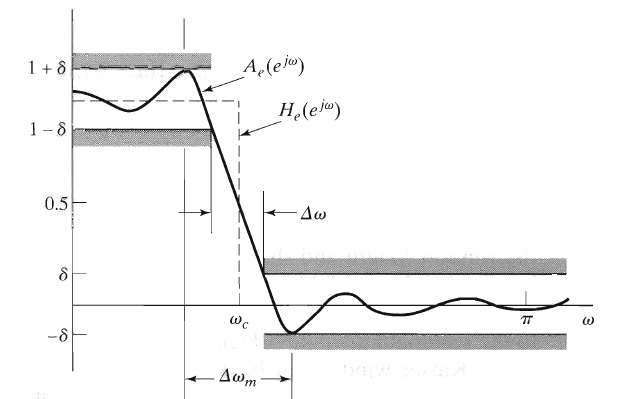 1 + δ
A_e(e^{jω})
H_e(e^{jω})
1 − δ
0.5
Δω
δ
ω_c
π
ω
−δ
Δω_m